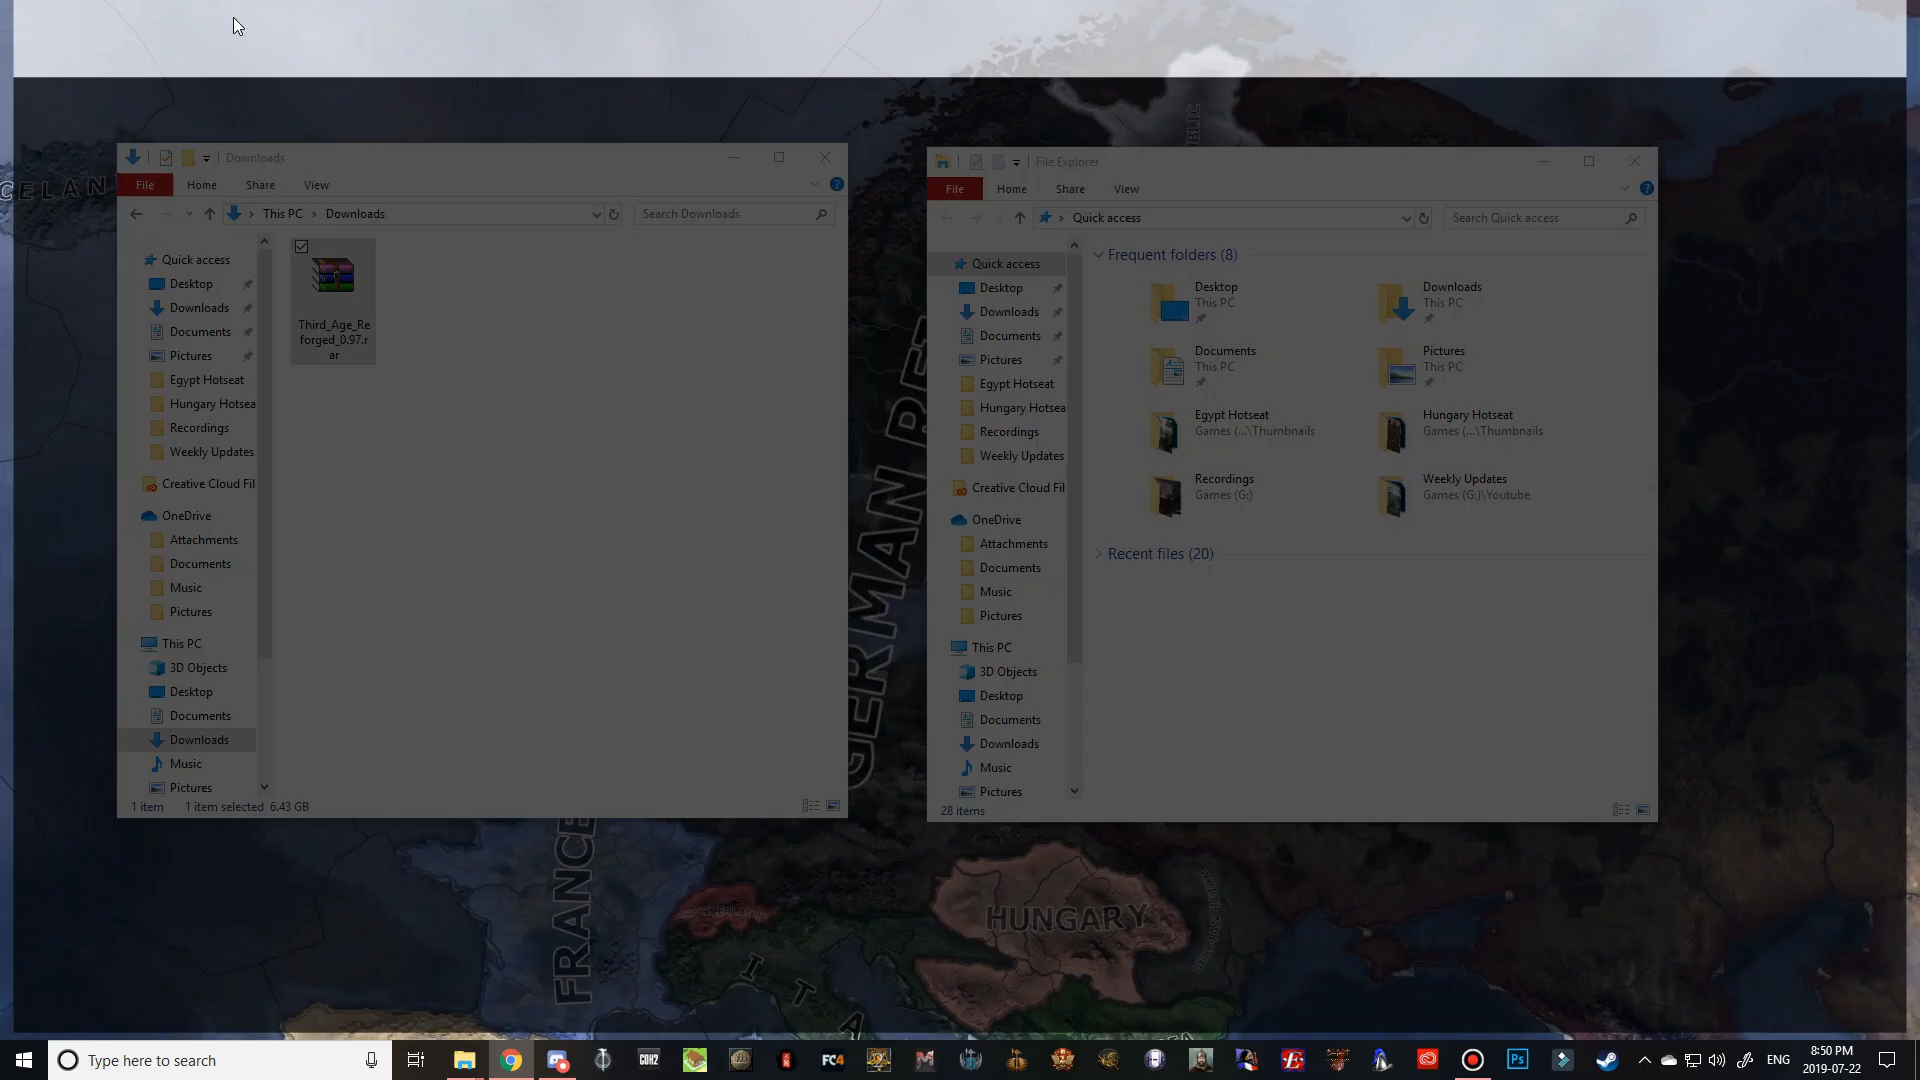 CELAN
PUBLIC
GERMAN RE
FRANCE
SWITZERLAND
ITA
HUNGARY
Downloads
File Home Share View
This PC > Downloads
Search Downloads
Quick access
Desktop
Downloads
Documents
Pictures
Egypt Hotseat
Hungary Hotsea
Recordings
Weekly Updates
Creative Cloud Fil
OneDrive
Attachments
Documents
Music
Pictures
This PC
3D Objects
Desktop
Documents
Downloads
Music
Pictures
Third_Age_Re
forged_0.97.r
ar
1 item 1 item selected 6.43 GB
File Explorer
File Home Share View
Quick access
Search Quick access
Quick access
Desktop
Downloads
Documents
Pictures
Egypt Hotseat
Hungary Hotsea
Recordings
Weekly Updates
Creative Cloud Fil
OneDrive
Attachments
Documents
Music
Pictures
This PC
3D Objects
Desktop
Documents
Downloads
Music
Pictures
Frequent folders (8)
Desktop
This PC
Downloads
This PC
Documents
This PC
Pictures
This PC
Egypt Hotseat
Games (...\Thumbnails
Hungary Hotseat
Games (...\Thumbnails
Recordings
Games (G:)
Weekly Updates
Games (G:)\Youtube
Recent files (20)
28 items
Type here to search
COH2
FC4
Ps
ENG
8:50 PM
2019-07-22